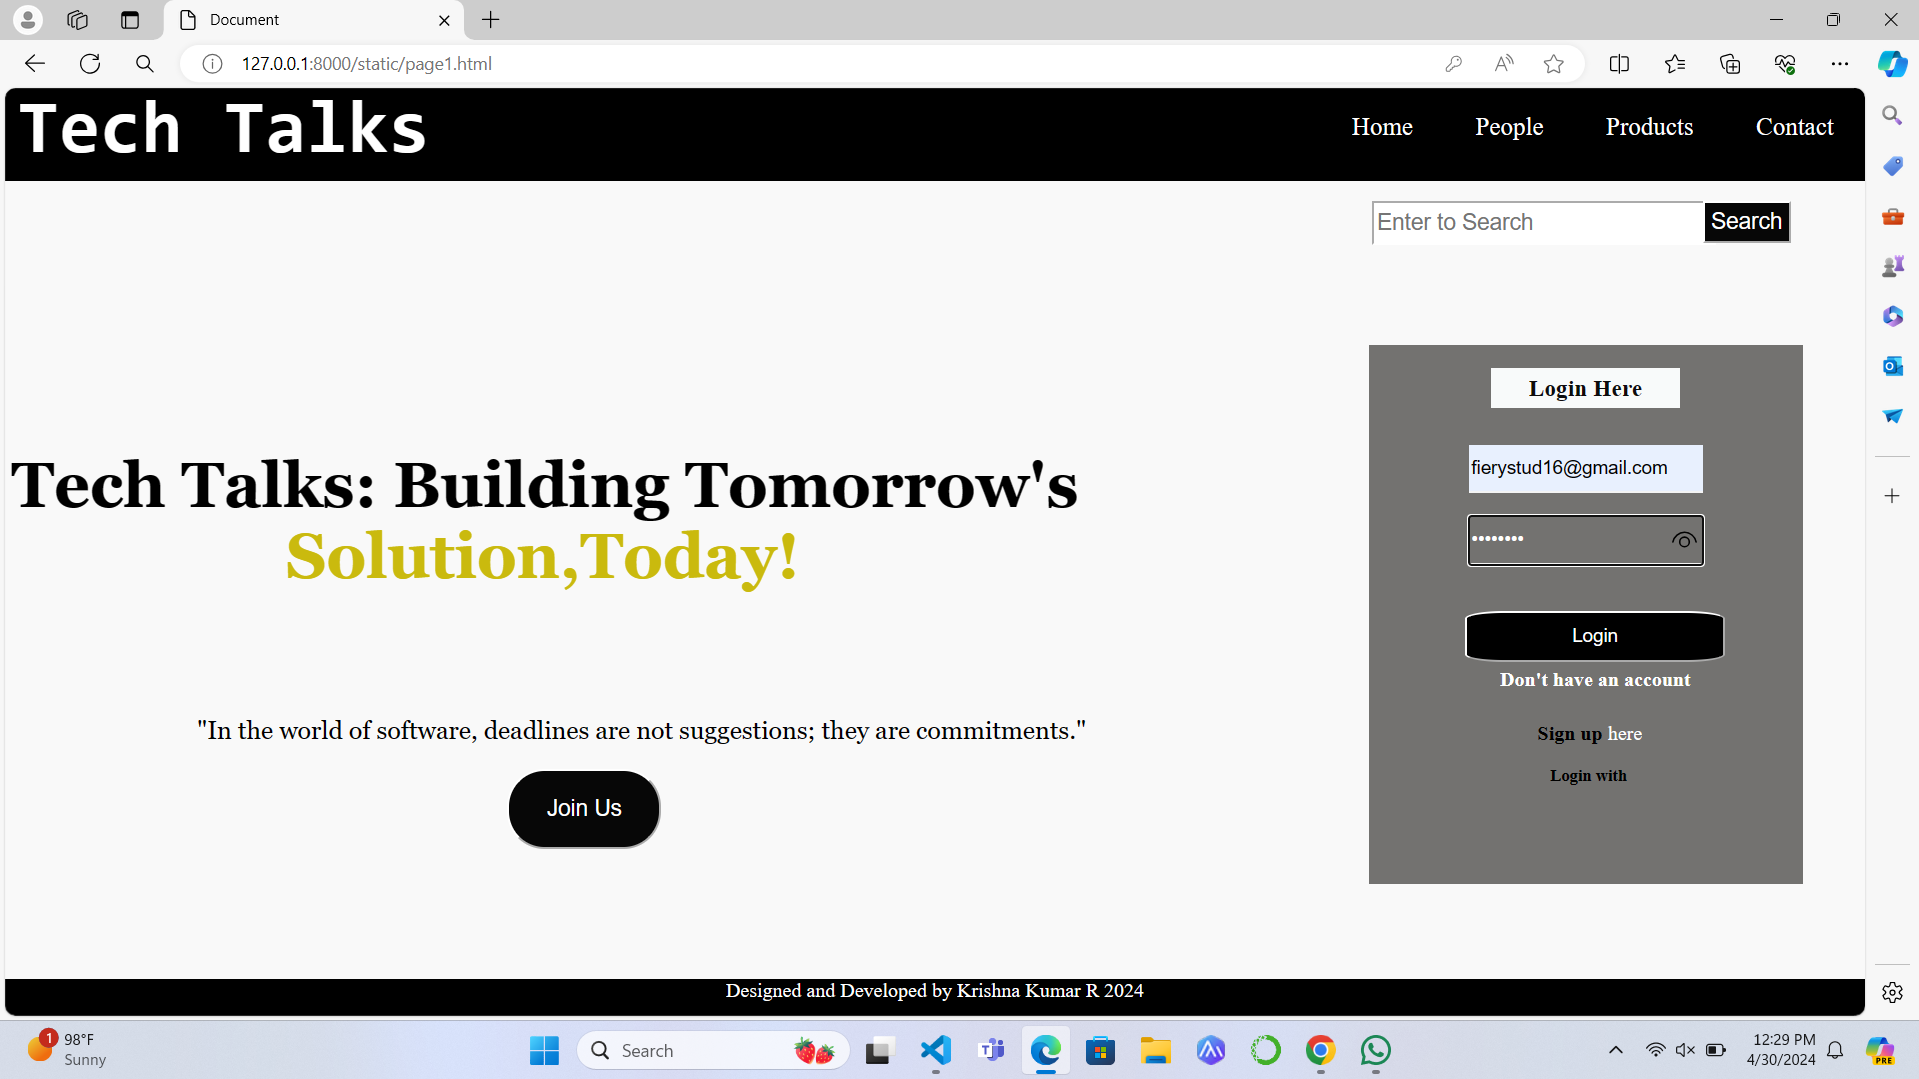 Document
127.0.0.1:8000/static/page1.html
Tech Talks
Home People Products Contact
Enter to Search Search
Login Here
fierystud16@gmail.com
••••••••
Login
Don't have an account
Sign up here
Login with
Tech Talks: Building Tomorrow's
Solution,Today!
"In the world of software, deadlines are not suggestions; they are commitments."
Join Us
Designed and Developed by Krishna Kumar R 2024
1
98°F
Sunny
Search
12:29 PM
4/30/2024
PRE